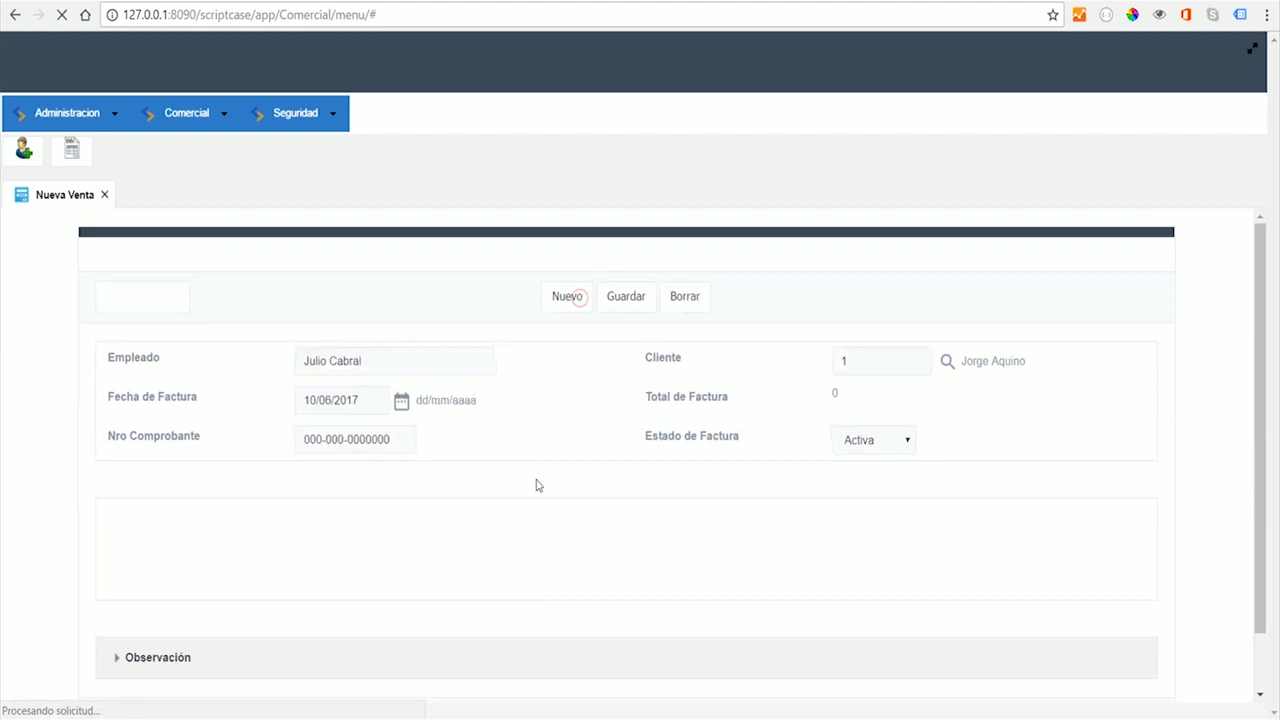 127.0.0.1:8090/scriptcase/app/Comercial/menu/#
Administracion Comercial Seguridad
Nueva Venta
Nuevo Guardar Borrar
Empleado Julio Cabral Cliente 1 Jorge Aquino
Fecha de Factura 10/06/2017 dd/mm/aaaa Total de Factura 0
Nro Comprobante 000-000-0000000 Estado de Factura Activa
Observación
Procesando solicitud...